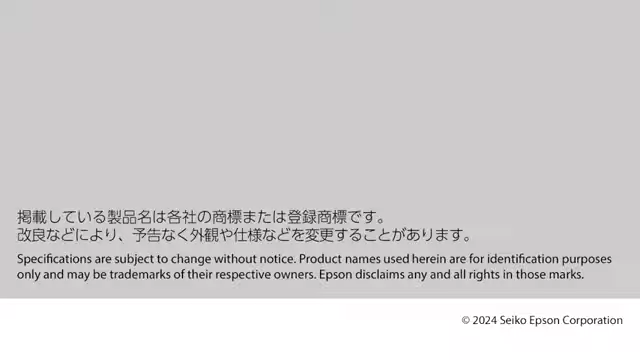 掲載している製品名は各社の商標または登録商標です。
改良などにより、予告なく外観や仕様などを変更することがあります。
Specifications are subject to change without notice. Product names used herein are for identification purposes
only and may be trademarks of their respective owners. Epson disclaims any and all rights in those marks.
© 2024 Seiko Epson Corporation